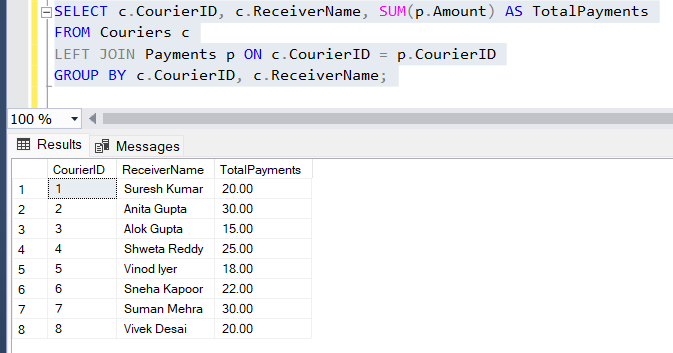 SELECT c.CourierID, c.ReceiverName, SUM(p.Amount) AS TotalPayments
FROM Couriers c
LEFT JOIN Payments p ON c.CourierID = p.CourierID
GROUP BY c.CourierID, c.ReceiverName;
100 %
Results Messages
CourierID ReceiverName TotalPayments
1 1 Suresh Kumar 20.00
2 2 Anita Gupta 30.00
3 3 Alok Gupta 15.00
4 4 Shweta Reddy 25.00
5 5 Vinod Iyer 18.00
6 6 Sneha Kapoor 22.00
7 7 Suman Mehra 30.00
8 8 Vivek Desai 20.00